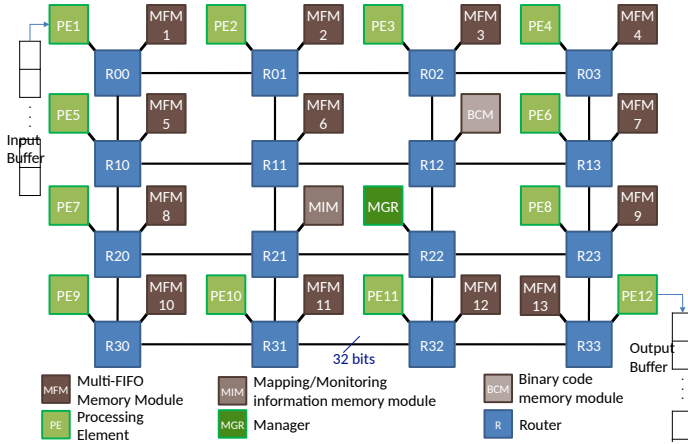 PE1
MFM
1
PE2
MFM
2
PE3
MFM
3
PE4
MFM
4
R00
R01
R02
R03
Input
Buffer
PE5
MFM
5
MFM
6
BCM
PE6
MFM
7
R10
R11
R12
R13
PE7
MFM
8
MIM
MGR
PE8
MFM
9
R20
R21
R22
R23
PE9
MFM
10
PE10
MFM
11
PE11
MFM
12
MFM
13
PE12
R30
R31
32 bits
R32
R33
Output
Buffer
MFM
Multi-FIFO
Memory Module
MIM
Mapping/Monitoring
information memory module
BCM
Binary code
memory module
PE
Processing
Element
MGR
Manager
R
Router